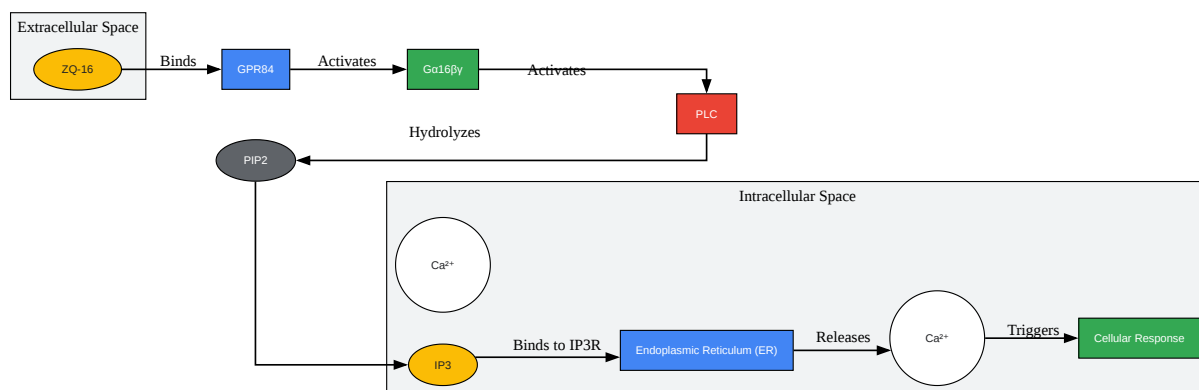 Extracellular Space
ZQ-16
Binds
GPR84
Activates
Gα16βγ
Activates
PLC
Hydrolyzes
PIP2
Intracellular Space
Ca²⁺
IP3
Binds to IP3R
Endoplasmic Reticulum (ER)
Releases
Ca²⁺
Triggers
Cellular Response